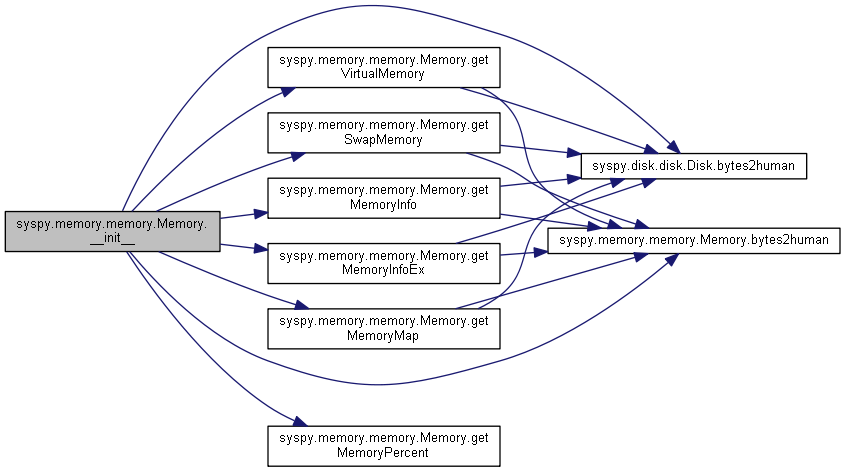 syspy.memory.memory.Memory.get
VirtualMemory
syspy.memory.memory.Memory.get
SwapMemory
syspy.disk.disk.Disk.bytes2human
syspy.memory.memory.Memory.get
MemoryInfo
syspy.memory.memory.Memory.
__init__
syspy.memory.memory.Memory.bytes2human
syspy.memory.memory.Memory.get
MemoryInfoEx
syspy.memory.memory.Memory.get
MemoryMap
syspy.memory.memory.Memory.get
MemoryPercent